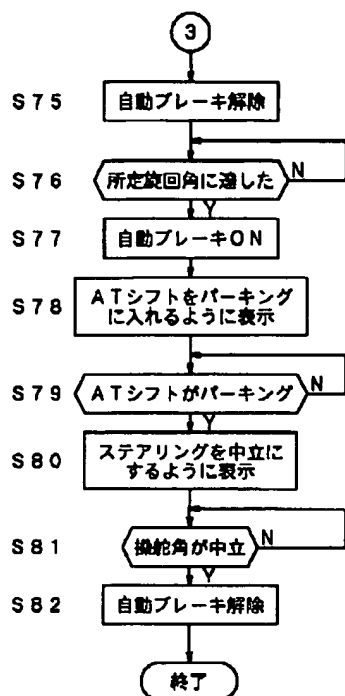 3
S75
自動ブレーキ解除
S76
所定旋回角に達した
N
Y
S77
自動ブレーキON
S78
ATシフトをパーキング
に入れるように表示
S79
ATシフトがパーキング
N
Y
S80
ステアリングを中立に
するように表示
S81
操舵角が中立
N
Y
S82
自動ブレーキ解除
終了